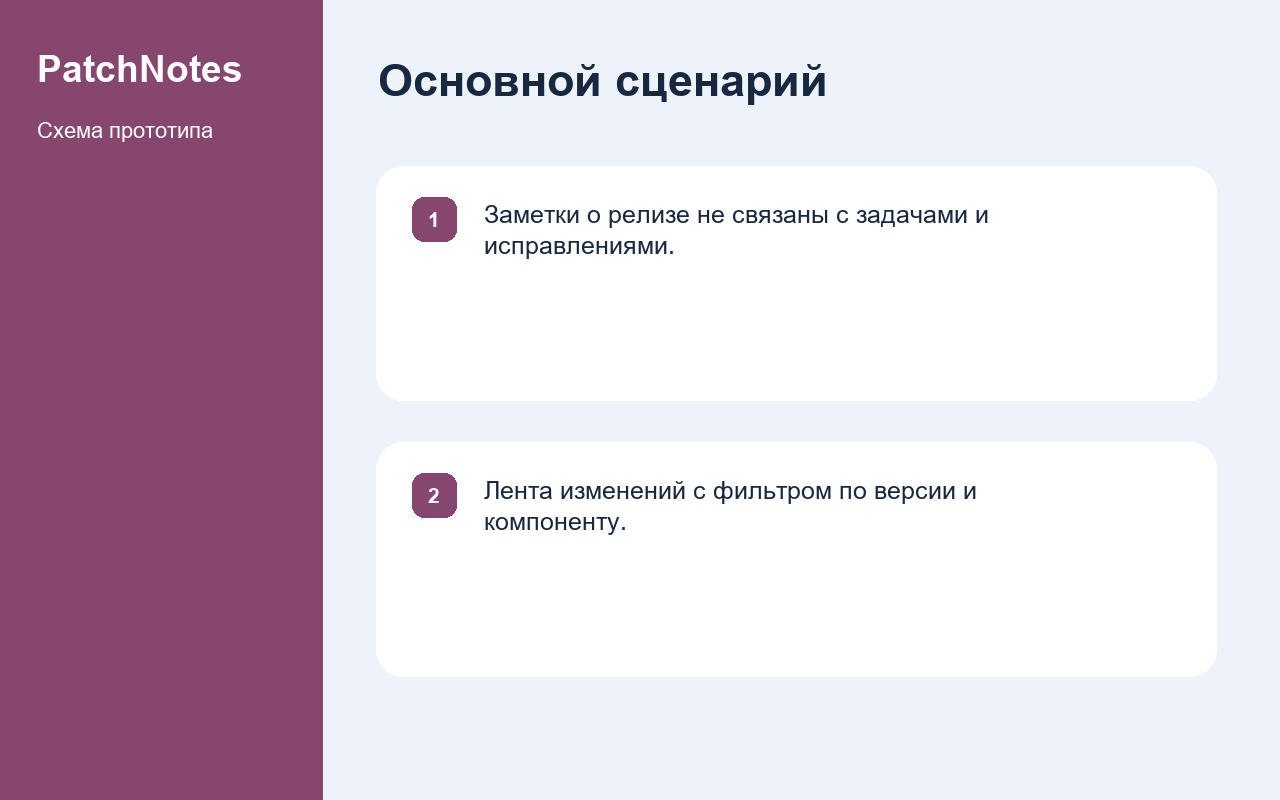 PatchNotes
Схема прототипа
Основной сценарий
1
Заметки о релизе не связаны с задачами и
исправлениями.
2
Лента изменений с фильтром по версии и
компоненту.